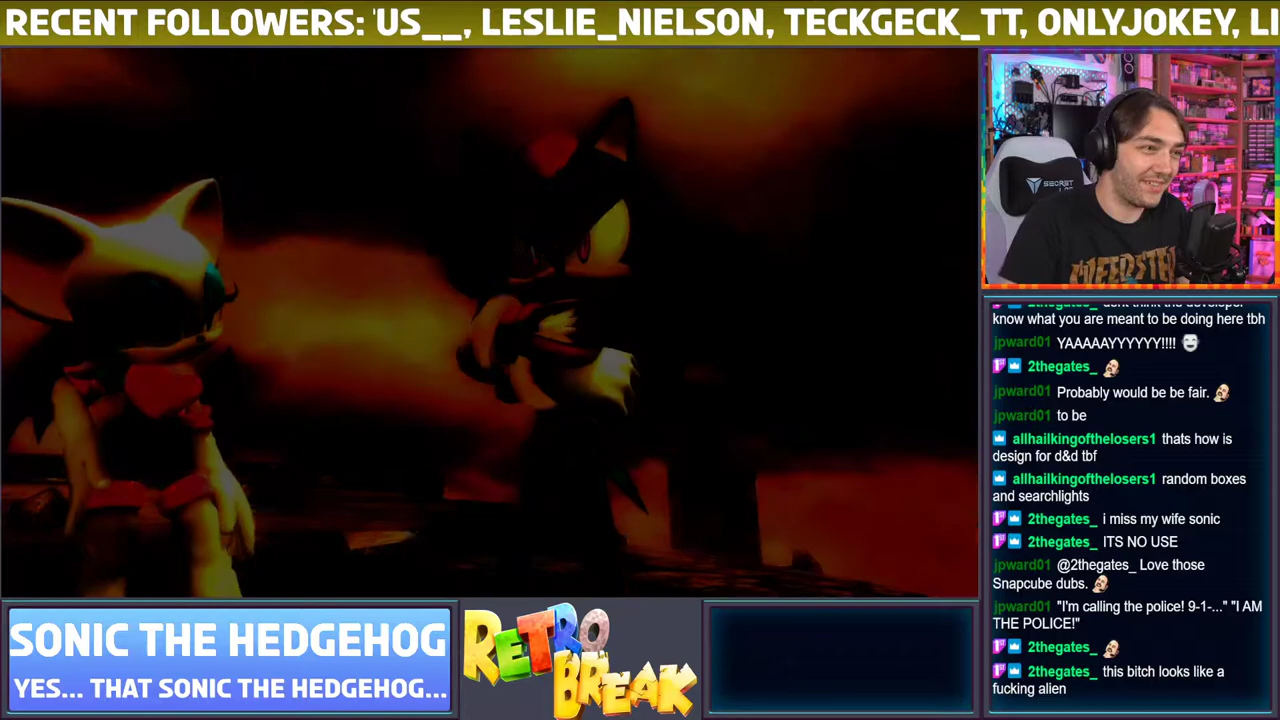 RECENT FOLLOWERS: 'US__, LESLIE_NIELSON, TECKGECK_TT, ONLYJOKEY, LI
SECRET
know what you are meant to be doing here tbh
jpward01 YAAAAAYYYYYY!!!!
2thegates_
jpward01 Probably would be be fair.
jpward01 to be
allhailkingofthelosers1 thats how is
design for d&d tbf
allhailkingofthelosers1 random boxes
and searchlights
2thegates_ i miss my wife sonic
2thegates_ ITS NO USE
jpward01 @2thegates_ Love those
Snapcube dubs.
jpward01 "I'm calling the police! 9-1-..." "I AM
THE POLICE!"
2thegates_
2thegates_ this bitch looks like a
fucking alien
SONIC THE HEDGEHOG
YES... THAT SONIC THE HEDGEHOG...
RETRO
BREAK